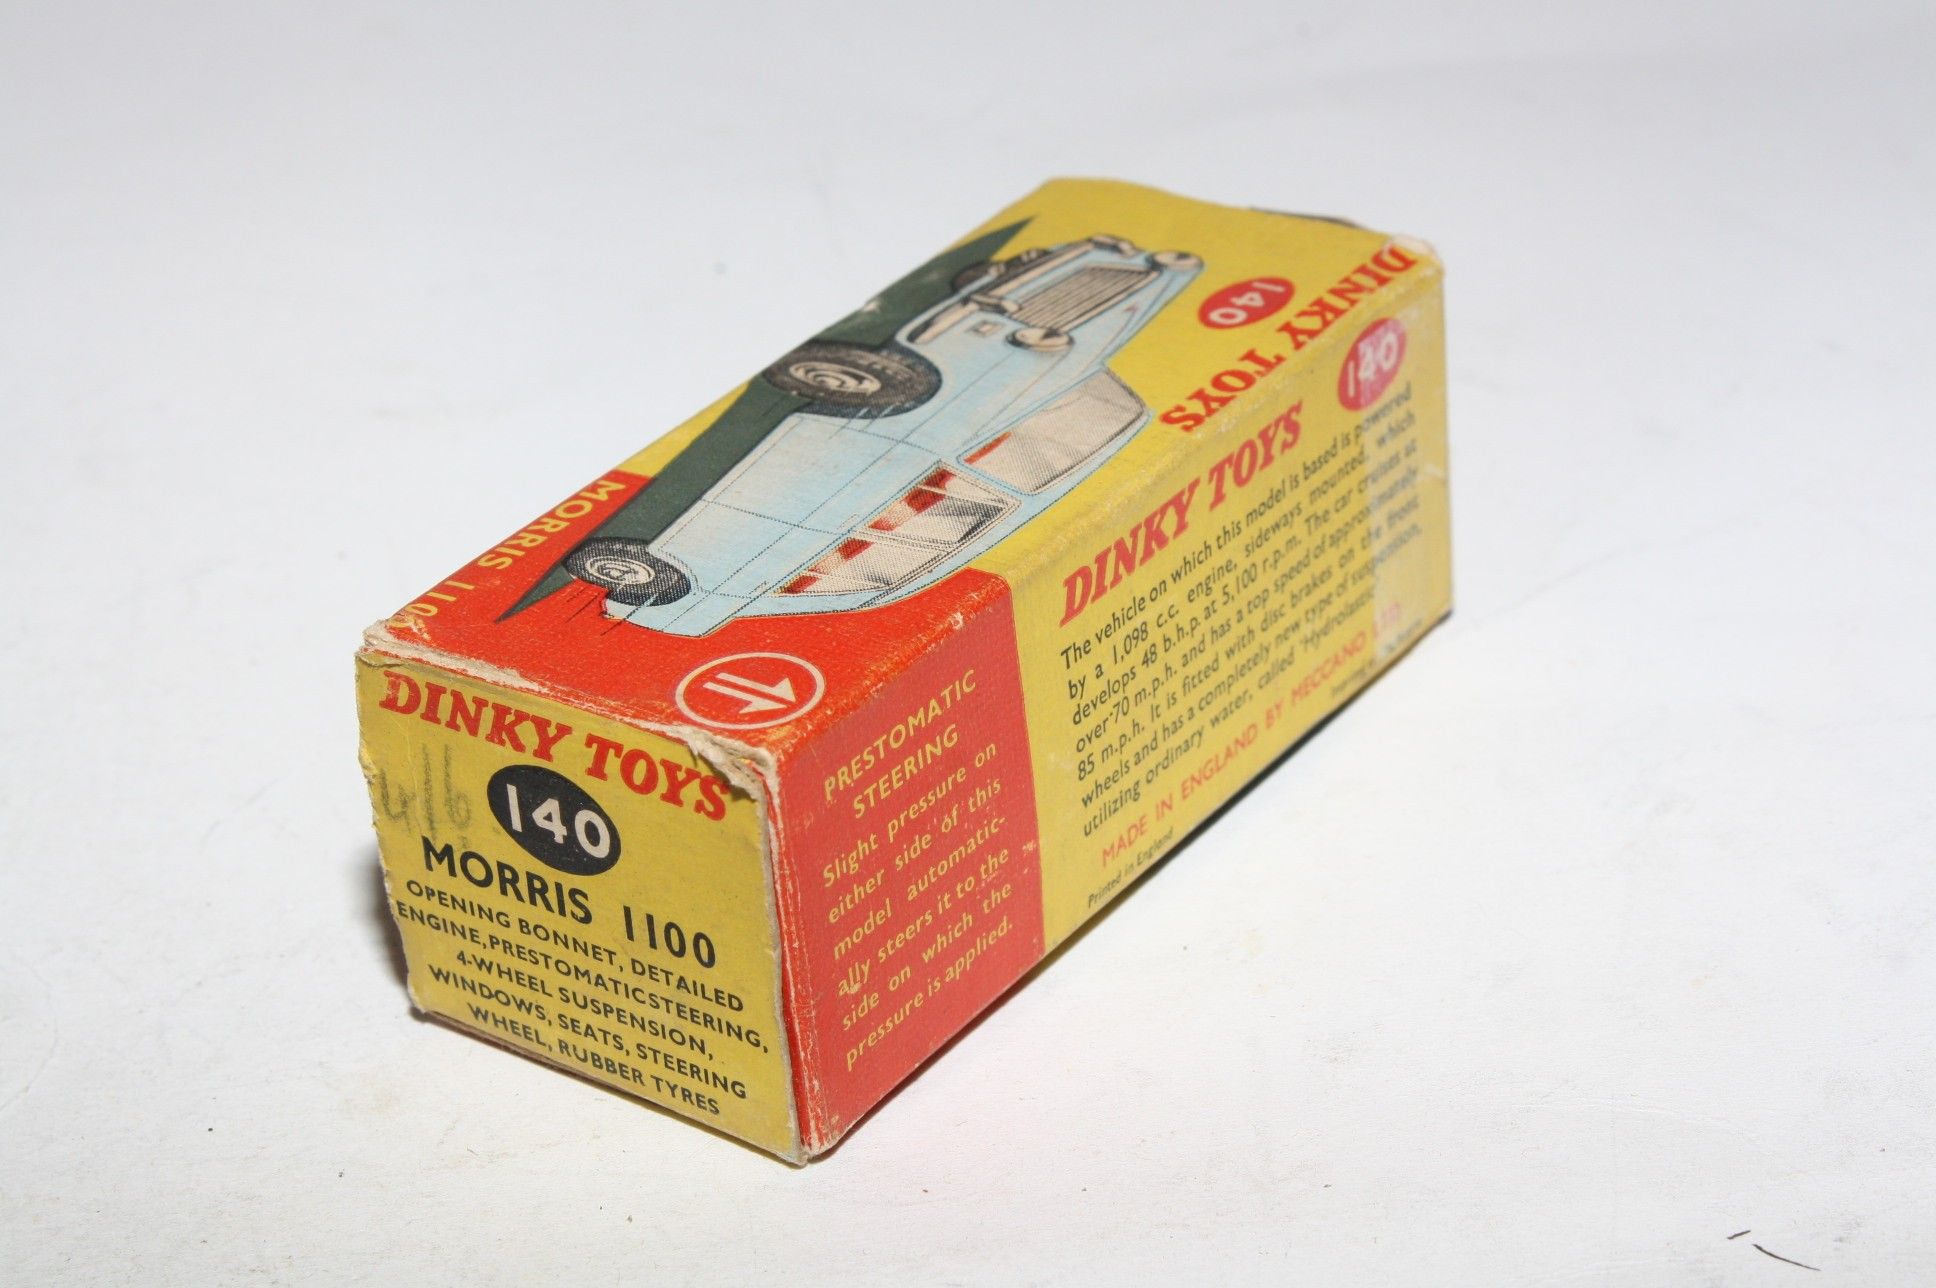 DINKY TOYS
140
MORRIS 1100
DINKY TOYS
140
MORRIS 1100
OPENING BONNET, DETAILED
ENGINE, PRESTOMATIC STEERING,
4-WHEEL SUSPENSION,
WINDOWS, SEATS, STEERING
WHEEL, RUBBER TYRES
PRESTOMATIC
STEERING
Slight pressure on
either side of this
model automatic-
ally steers it to the
side on which the
pressure is applied.
DINKY TOYS
140
The vehicle on which this model is based is powered
by a 1,098 c.c. engine, sideways mounted, which
develops 48 b.h.p. at 5,100 r.p.m. The car cruises at
over 70 m.p.h. and has a top speed of approximately
85 m.p.h. It is fitted with disc brakes on the front
wheels and has a completely new type of suspension,
utilizing ordinary water, called 'Hydrolastic'
MADE IN ENGLAND BY MECCANO LTD
Printed in England